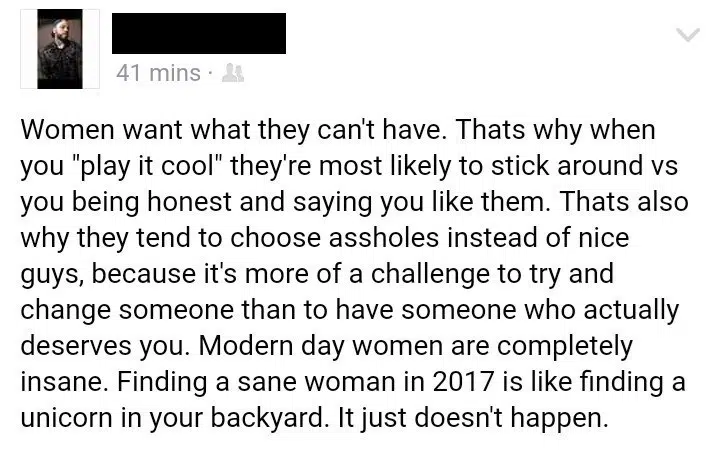 41 mins ·
Women want what they can't have. Thats why when
you "play it cool" they're most likely to stick around vs
you being honest and saying you like them. Thats also
why they tend to choose assholes instead of nice
guys, because it's more of a challenge to try and
change someone than to have someone who actually
deserves you. Modern day women are completely
insane. Finding a sane woman in 2017 is like finding a
unicorn in your backyard. It just doesn't happen.